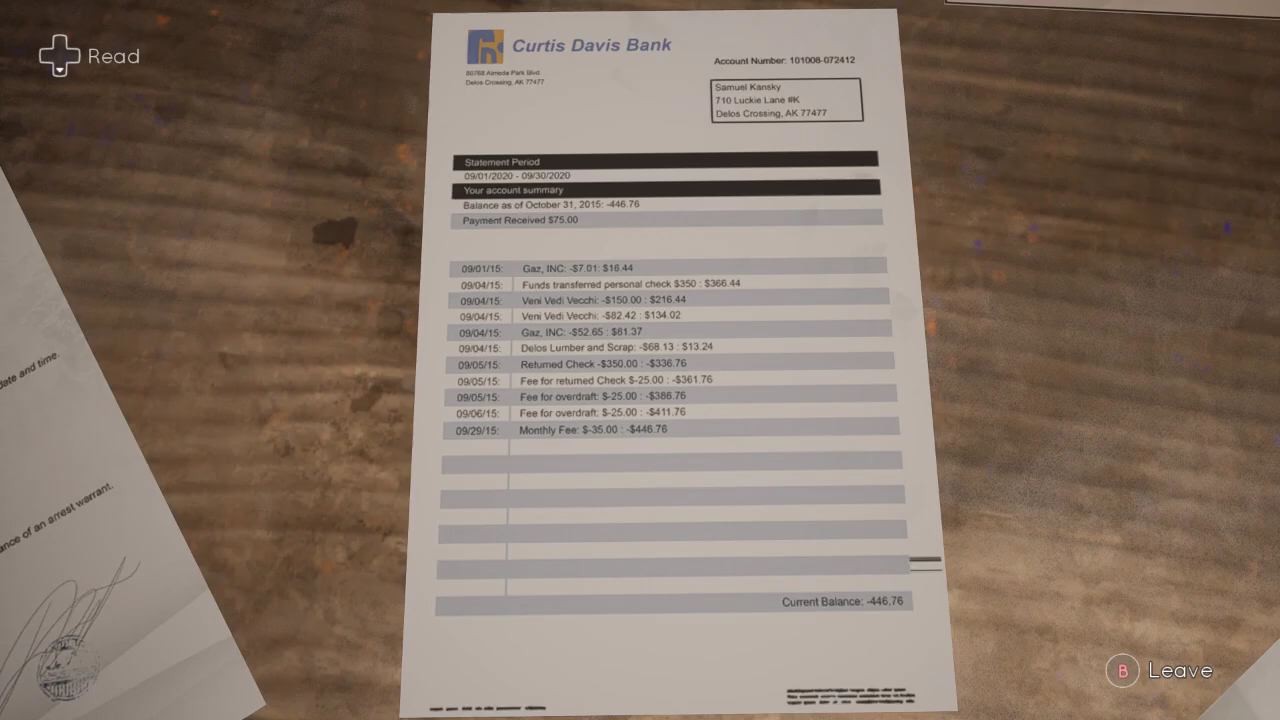 Read
Curtis Davis Bank
80768 Almeda Park Blvd.
Delos Crossing, AK 77477
Account Number: 101008-072412
Samuel Kansky
710 Luckie Lane #K
Delos Crossing, AK 77477
Statement Period
09/01/2020 - 09/30/2020
Your account summary
Balance as of October 31, 2015: -446.76
Payment Received $75.00
09/01/15: Gaz, INC: -$7.01: $16.44
09/04/15: Funds transferred personal check $350 : $366.44
09/04/15: Veni Vedi Vecchi: -$150.00 : $216.44
09/04/15: Veni Vedi Vecchi: -$82.42 : $134.02
09/04/15: Gaz, INC: -$52.65 : $81.37
09/04/15: Delos Lumber and Scrap: -$68.13 : $13.24
09/05/15: Returned Check -$350.00 : -$336.76
09/05/15: Fee for returned Check $-25.00 : -$361.76
09/05/15: Fee for overdraft: $-25.00 : -$386.76
09/06/15: Fee for overdraft: $-25.00 : -$411.76
09/29/15: Monthly Fee: $-35.00 : -$446.76
Current Balance: -446.76
date and time.
ance of an arrest warrant.
B Leave